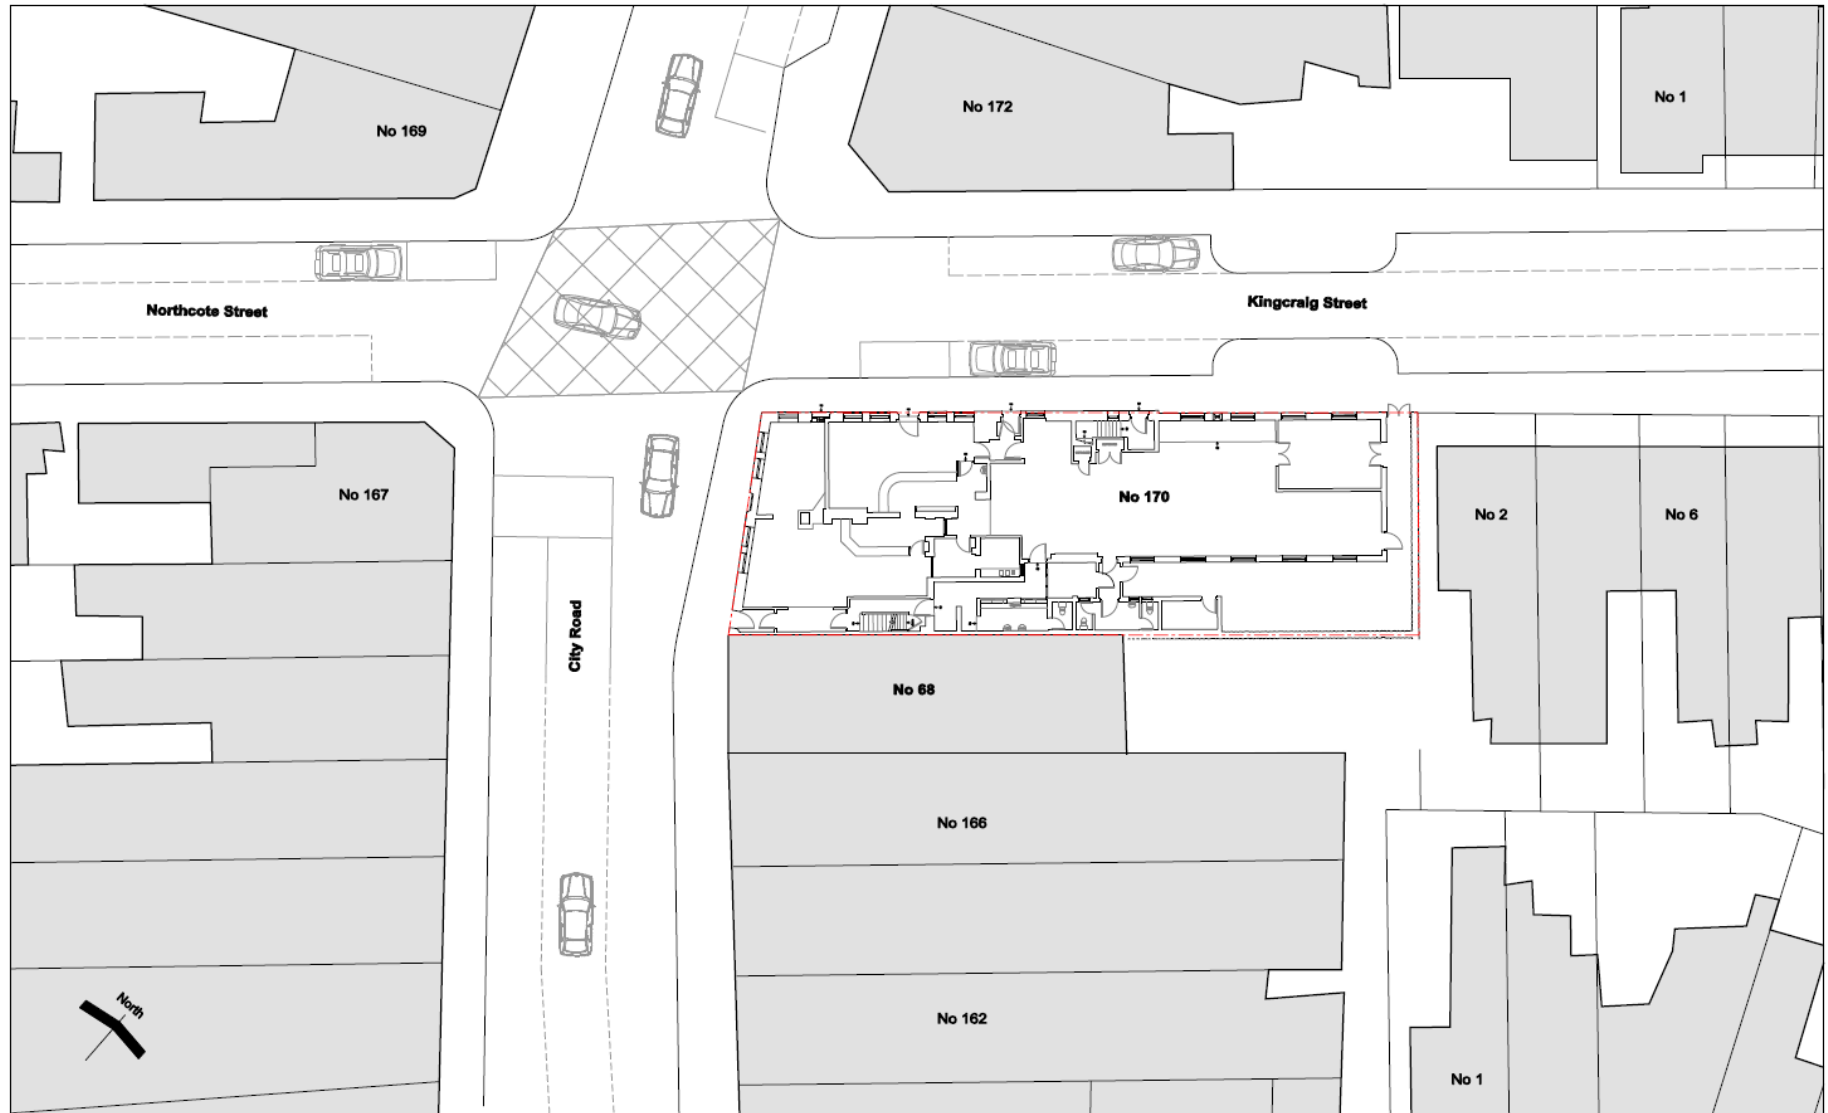 No 1
No 172
No 169
Kingcraig Street
Northcote Street
No 167
No 170
No 2
No 6
City Road
No 68
No 166
North
No 162
No 1